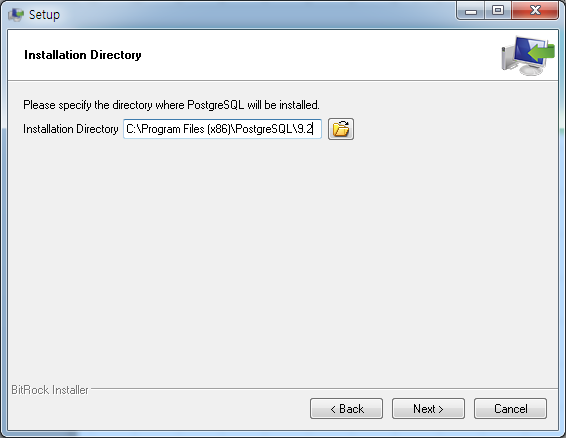 Setup
Installation Directory
Please specify the directory where PostgreSQL will be installed.
Installation Directory C:\Program Files (x86)\PostgreSQL\9.2
BitRock Installer
< Back Next > Cancel